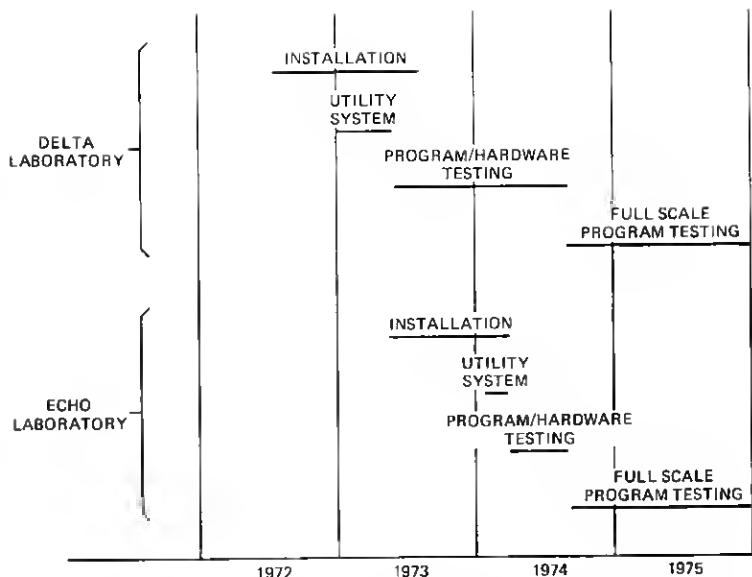 INSTALLATION
UTILITY
SYSTEM
DELTA
LABORATORY
PROGRAM/HARDWARE
TESTING
FULL SCALE
PROGRAM TESTING
INSTALLATION
UTILITY
SYSTEM
ECHO
LABORATORY
PROGRAM/HARDWARE
TESTING
FULL SCALE
PROGRAM TESTING
1972 1973 1974 1975